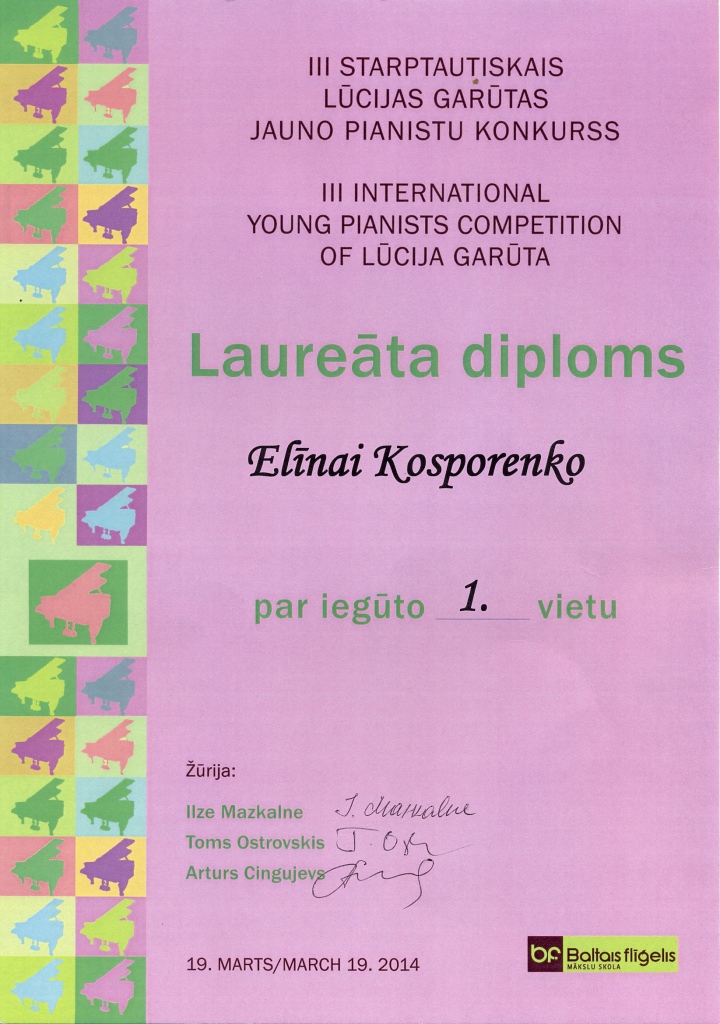 III STARPTAUTISKAIS
LŪCIJAS GARŪTAS
JAUNO PIANISTU KONKURSS
III INTERNATIONAL
YOUNG PIANISTS COMPETITION
OF LŪCIJA GARŪTA
Laureāta diploms
Elīnai Kosporenko
par iegūto 1. vietu
Žūrija:
Ilze Mazkalne I. Mazkalne
Toms Ostrovskis
Arturs Cingujevs
19. MARTS/MARCH 19. 2014
bf Baltais flīģelis
MĀKSLU SKOLA